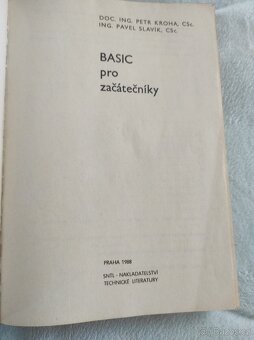 DOC. ING. PETR KROHA, CSc.
ING. PAVEL SLAVÍK, CSc.
BASIC
pro
začátečníky
PRAHA 1988
SNTL - NAKLADATELSTVÍ
TECHNICKÉ LITERATURY